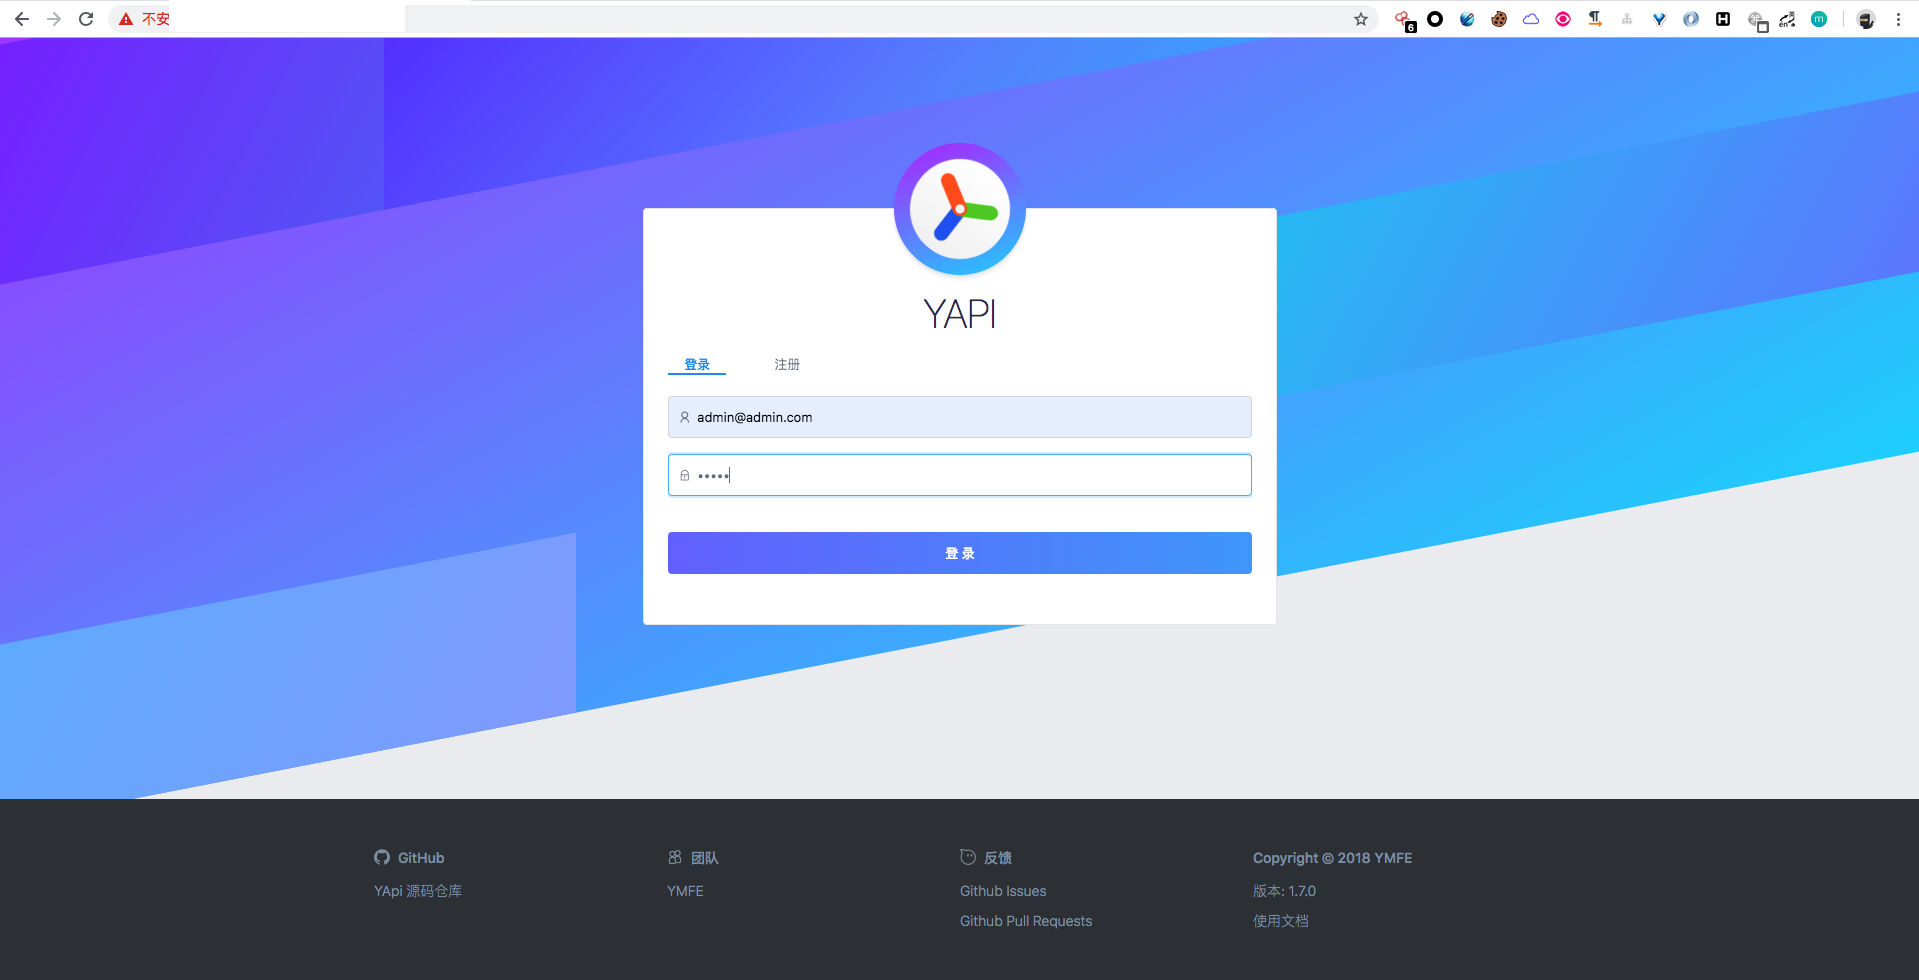 不安
6
en
m
YAPI
登录
注册
admin@admin.com
•••••
登 录
GitHub
YApi 源码仓库
团队
YMFE
反馈
Github Issues
Github Pull Requests
Copyright © 2018 YMFE
版本: 1.7.0
使用文档